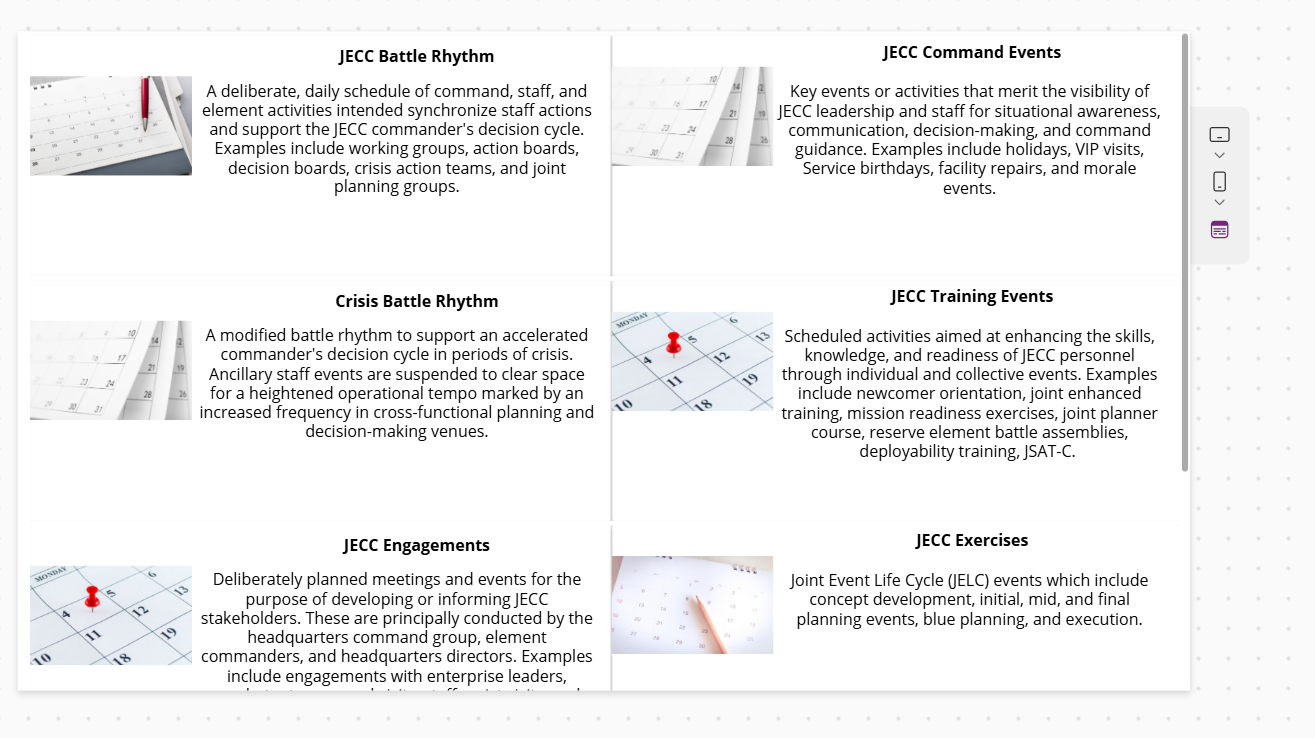 JECC Battle Rhythm
A deliberate, daily schedule of command, staff, and
element activities intended synchronize staff actions
and support the JECC commander's decision cycle.
Examples include working groups, action boards,
decision boards, crisis action teams, and joint
planning groups.
JECC Command Events
Key events or activities that merit the visibility of
JECC leadership and staff for situational awareness,
communication, decision-making, and command
guidance. Examples include holidays, VIP visits,
Service birthdays, facility repairs, and morale
events.
Crisis Battle Rhythm
A modified battle rhythm to support an accelerated
commander's decision cycle in periods of crisis.
Ancillary staff events are suspended to clear space
for a heightened operational tempo marked by an
increased frequency in cross-functional planning and
decision-making venues.
JECC Training Events
Scheduled activities aimed at enhancing the skills,
knowledge, and readiness of JECC personnel
through individual and collective events. Examples
include newcomer orientation, joint enhanced
training, mission readiness exercises, joint planner
course, reserve element battle assemblies,
deployability training, JSAT-C.
JECC Engagements
Deliberately planned meetings and events for the
purpose of developing or informing JECC
stakeholders. These are principally conducted by the
headquarters command group, element
commanders, and headquarters directors. Examples
include engagements with enterprise leaders,
JECC Exercises
Joint Event Life Cycle (JELC) events which include
concept development, initial, mid, and final
planning events, blue planning, and execution.